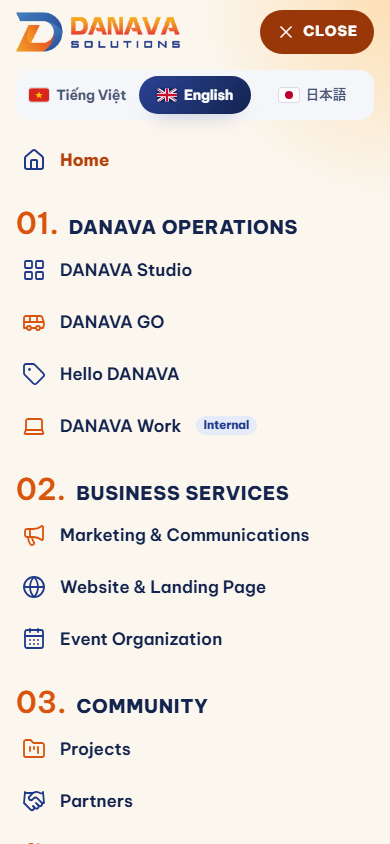 DANAVA
SOLUTIONS
CLOSE
Tiếng Việt
English
日本語
Home
01. DANAVA OPERATIONS
DANAVA Studio
DANAVA GO
Hello DANAVA
DANAVA Work Internal
02. BUSINESS SERVICES
Marketing & Communications
Website & Landing Page
Event Organization
03. COMMUNITY
Projects
Partners